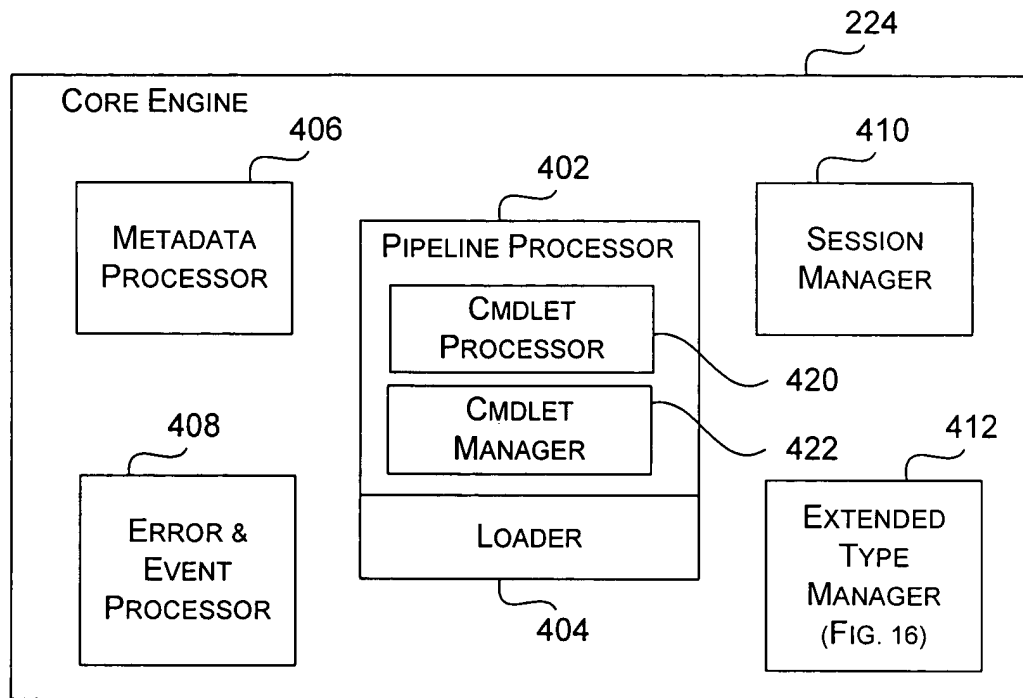 224
CORE ENGINE
406
METADATA
PROCESSOR
402
PIPELINE PROCESSOR
CMDLET
PROCESSOR
420
CMDLET
MANAGER
422
LOADER
404
410
SESSION
MANAGER
408
ERROR &
EVENT
PROCESSOR
412
EXTENDED
TYPE
MANAGER
(FIG. 16)